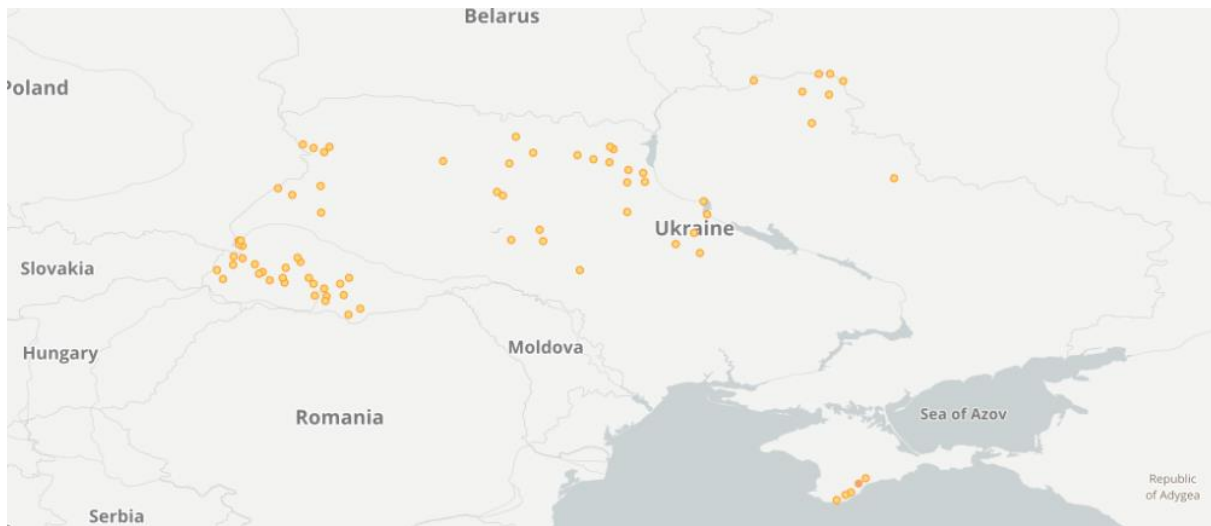 Belarus
Poland
Ukraine
Slovakia
Hungary
Moldova
Romania
Sea of Azov
Republic
of Adygea
Serbia